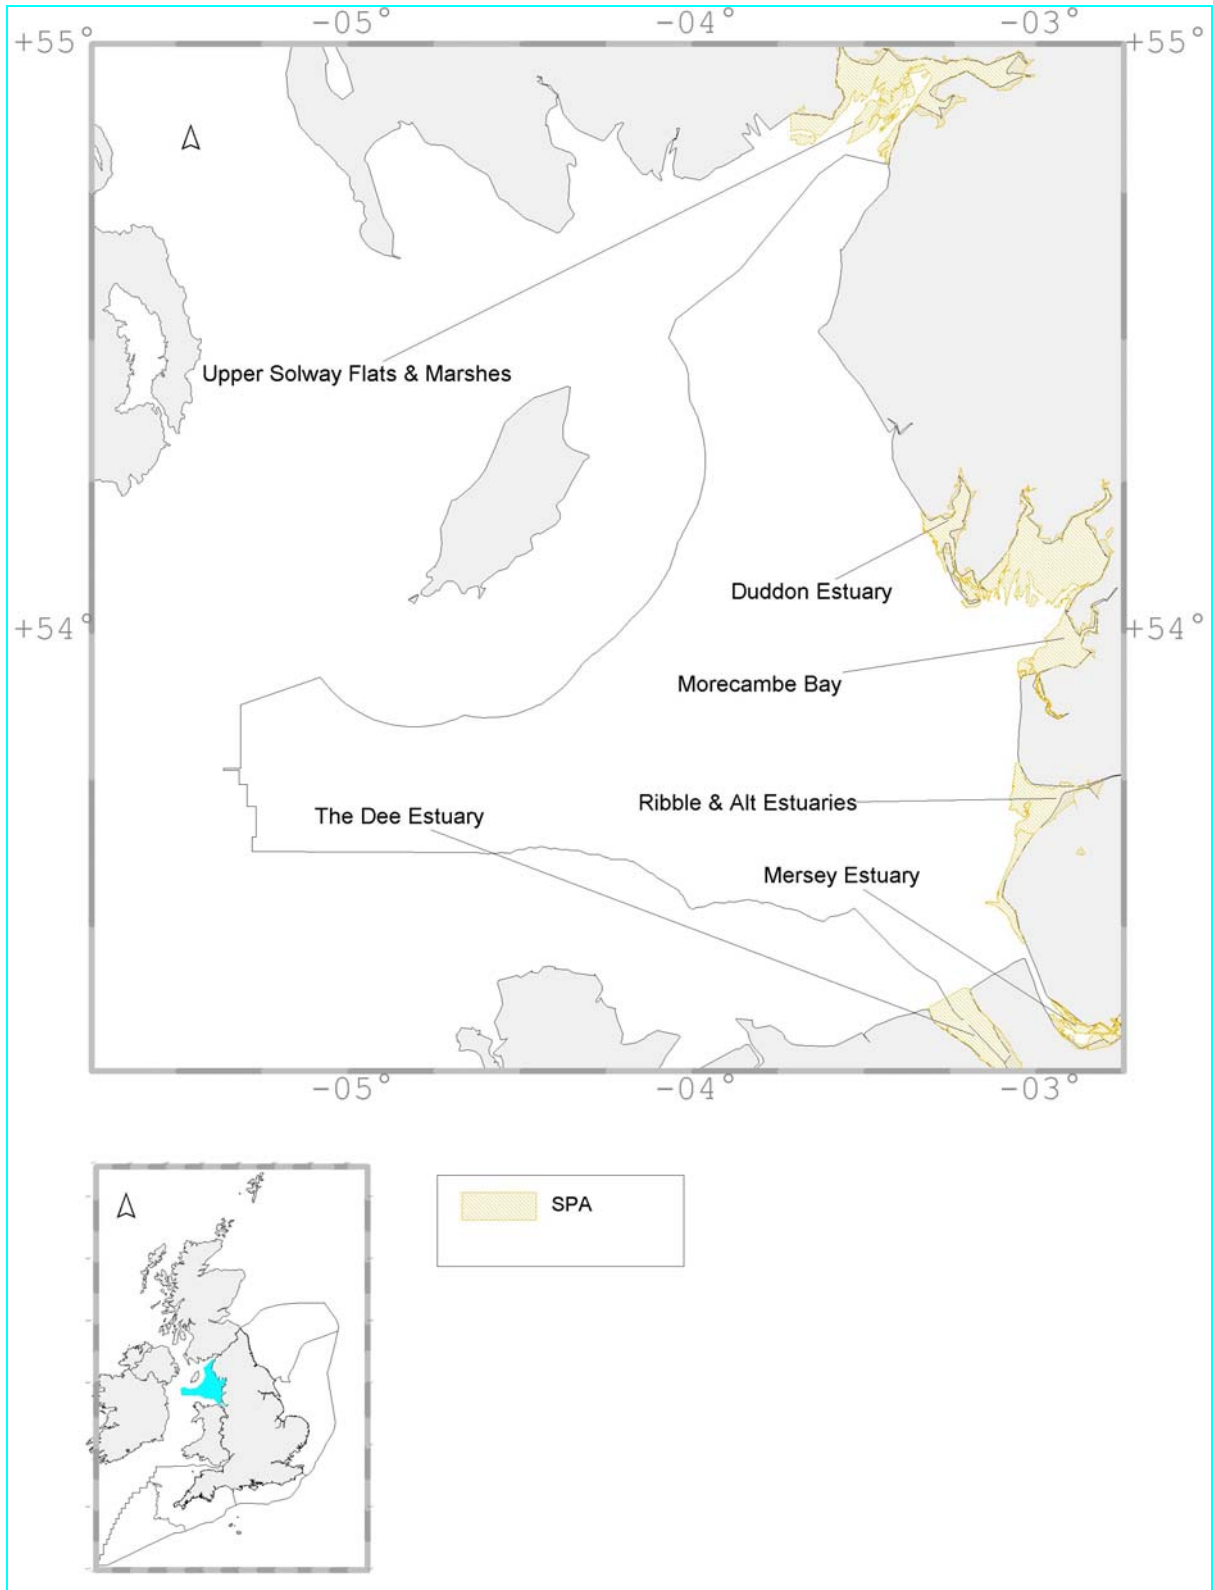 -05° -04° -03°
+55° +55°
Upper Solway Flats & Marshes
Duddon Estuary
+54° +54°
Morecambe Bay
Ribble & Alt Estuaries
The Dee Estuary
Mersey Estuary
-05° -04° -03°
SPA